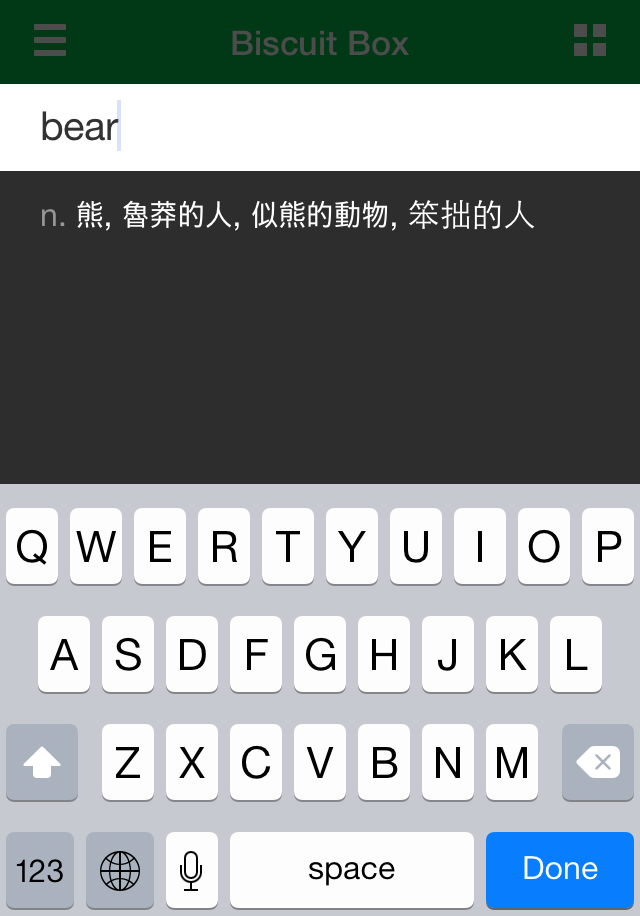 Biscuit Box
bear
n. 熊, 魯莽的人, 似熊的動物, 笨拙的人
Q W E R T Y U I O P
A S D F G H J K L
Z X C V B N M
123 space Done